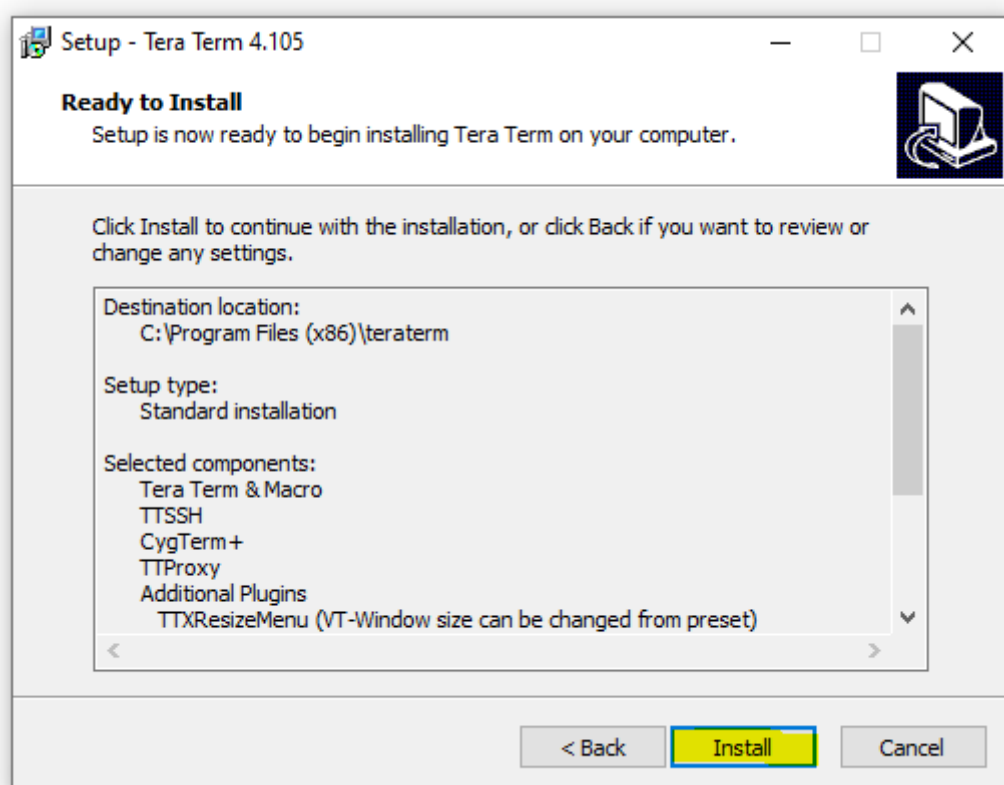 Setup - Tera Term 4.105
Ready to Install
Setup is now ready to begin installing Tera Term on your computer.
Click Install to continue with the installation, or click Back if you want to review or
change any settings.
Destination location:
C:\Program Files (x86)\teraterm
Setup type:
Standard installation
Selected components:
Tera Term & Macro
TTSSH
CygTerm+
TTProxy
Additional Plugins
TTXResizeMenu (VT-Window size can be changed from preset)
< Back Install Cancel